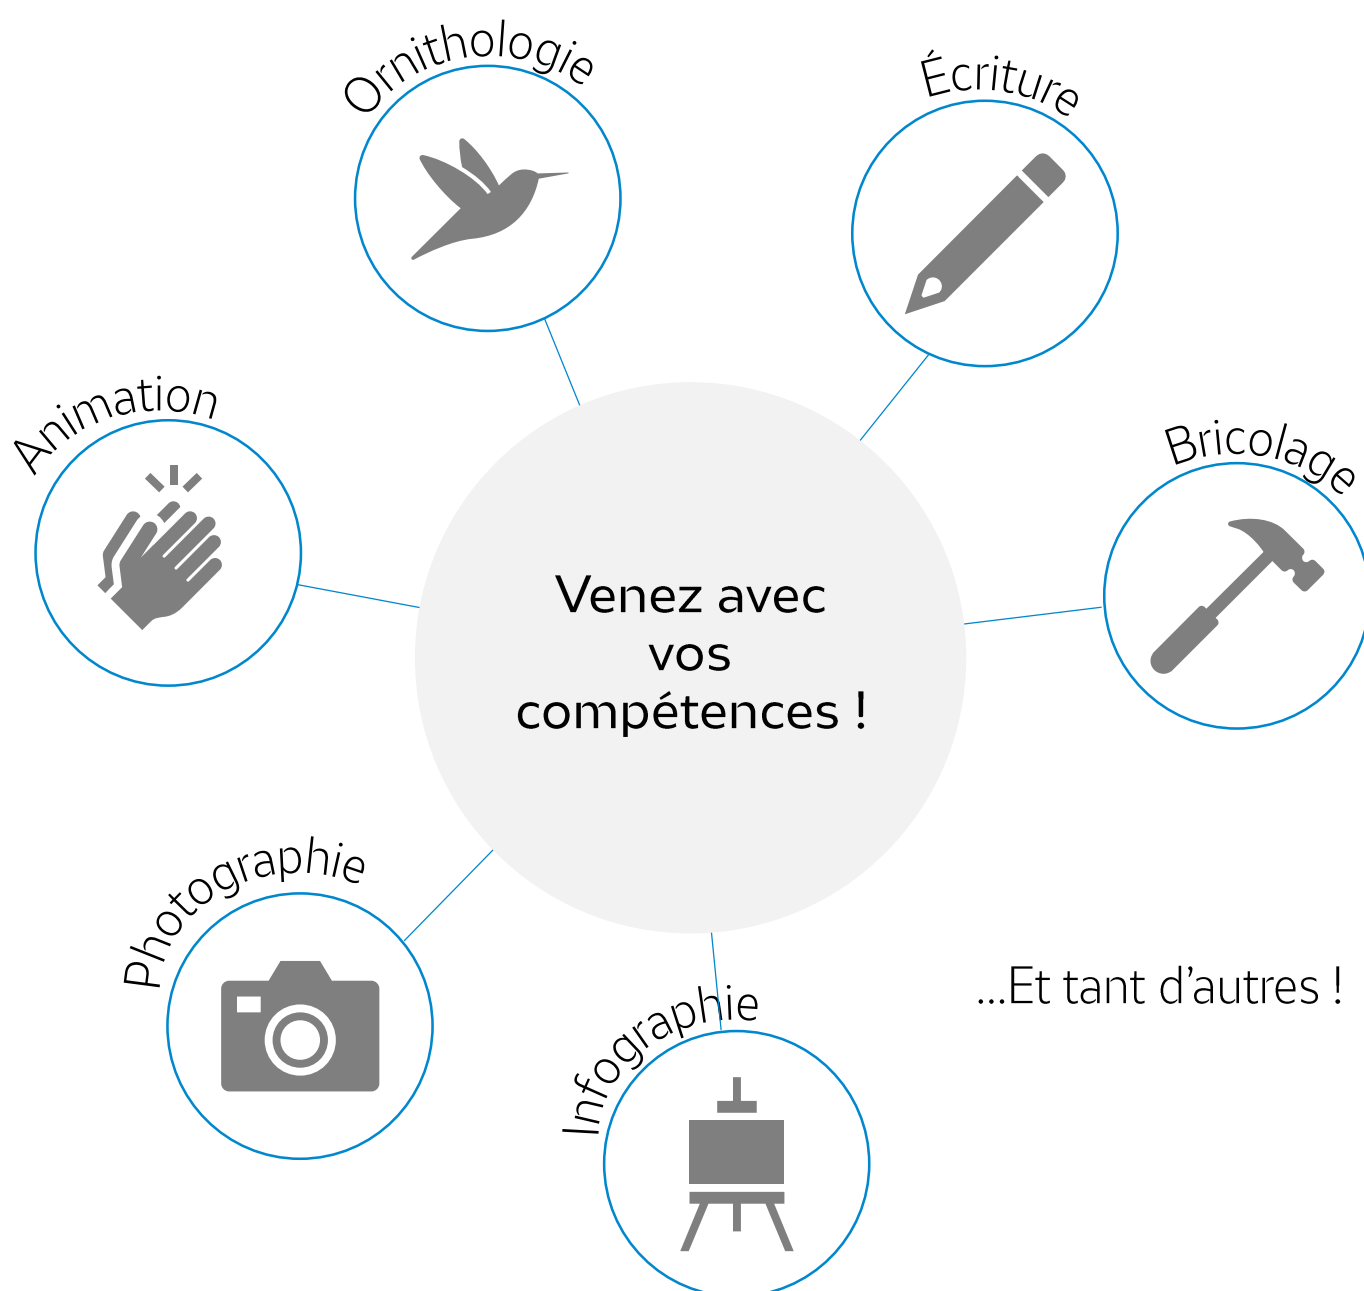 Ornithologie
Écriture
Animation
Bricolage
Venez avec
vos
compétences !
Photographie
Infographie
...Et tant d’autres !